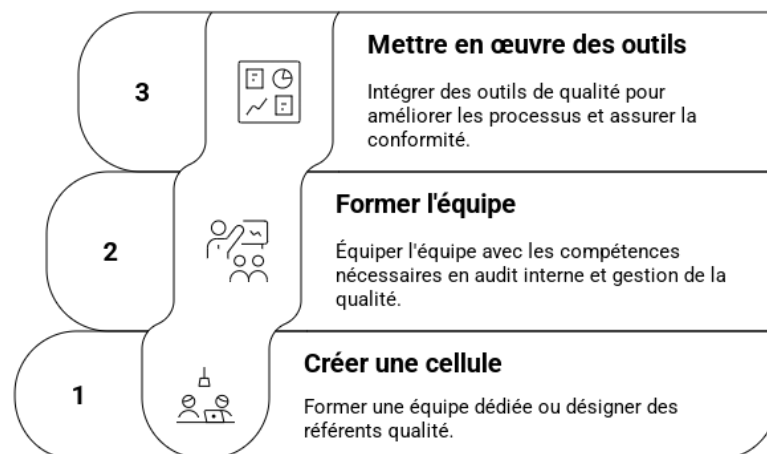 3
Mettre en œuvre des outils
Intégrer des outils de qualité pour
améliorer les processus et assurer la
conformité.
2
Former l'équipe
Équiper l'équipe avec les compétences
nécessaires en audit interne et gestion de la
qualité.
1
Créer une cellule
Former une équipe dédiée ou désigner des
référents qualité.